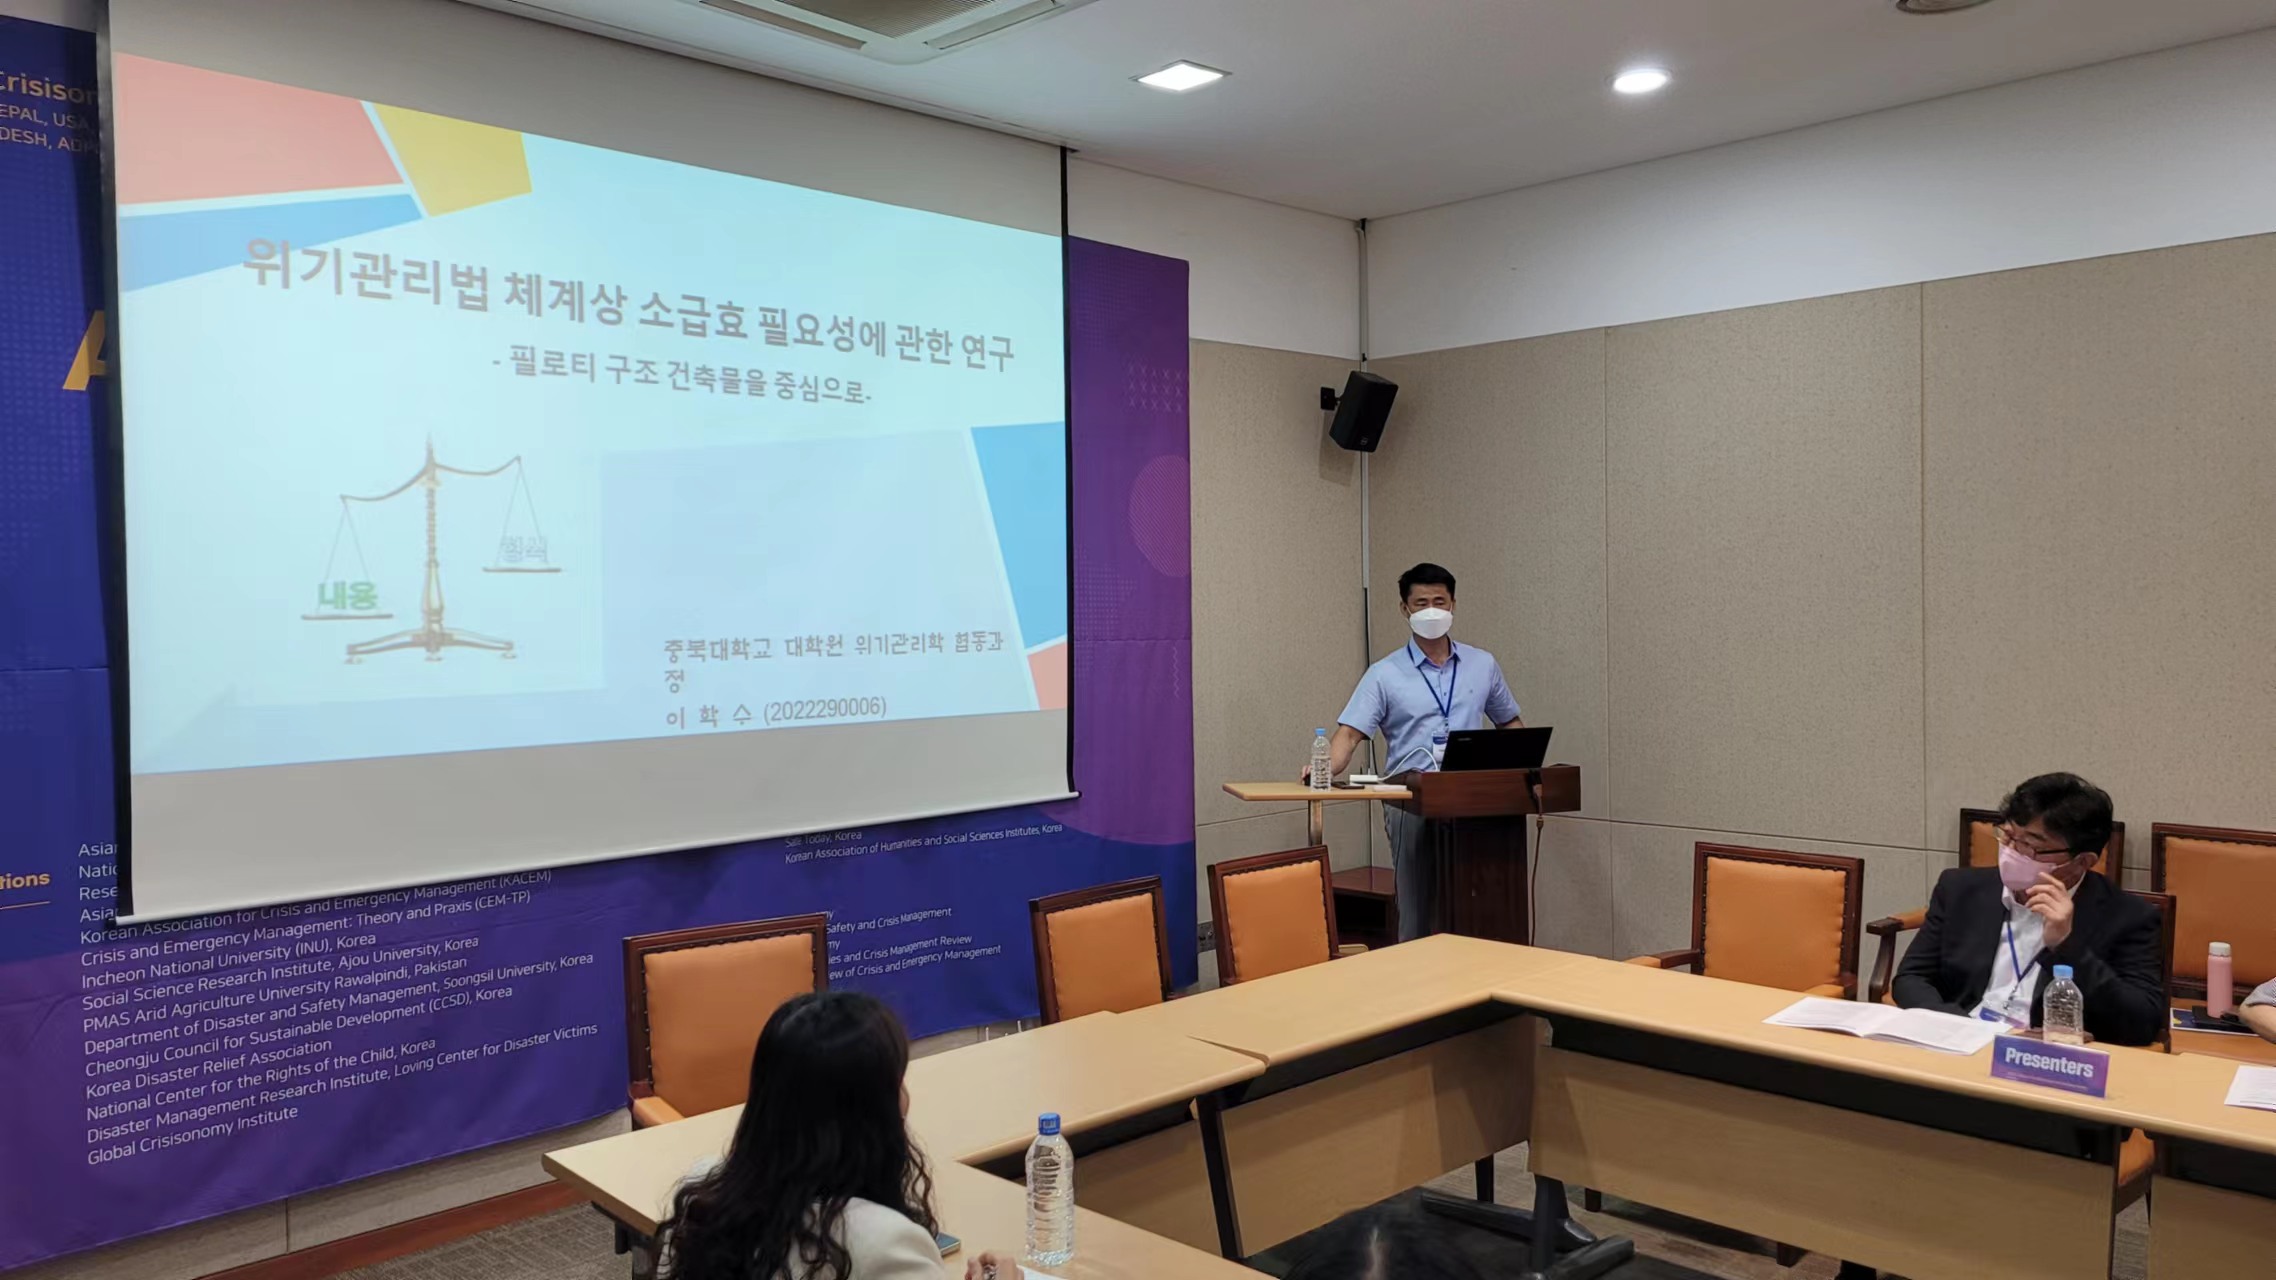 위기관리법 체계상 소급효 필요성에 관한 연구
- 필로티 구조 건축물을 중심으로-
내용
형식
충북대학교 대학원 위기관리학 협동과
정
이 학 수 (2022290006)
EPAL, USA,
DESH,
tions
Korean Association for Crisis and Emergency Management (KACEM)
Crisis and Emergency Management: Theory and Praxis (CEM-TP)
Incheon National University (INU), Korea
Social Science Research Institute, Ajou University, Korea
PMAS Arid Agriculture University Rawalpindi, Pakistan
Department of Disaster and Safety Management, Soongsil University, Korea
Cheongju Council for Sustainable Development (CCSD), Korea
Korea Disaster Relief Association
National Center for the Rights of the Child, Korea
Disaster Management Research Institute, Loving Center for Disaster Victims
Global Crisisonomy Institute
Safe Today, Korea
Korean Association of Humanities and Social Sciences Institutes, Korea
my
Safety and Crisis Management
my
ies and Crisis Management Review
ew of Crisis and Emergency Management
Presenters